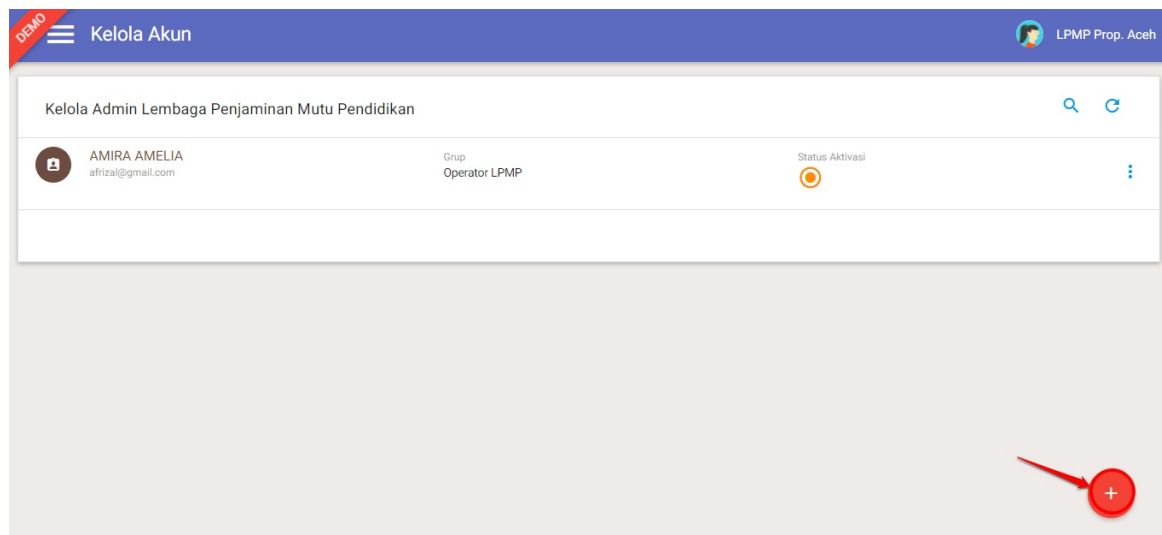 DEMO
Kelola Akun
LPMP Prop. Aceh
Kelola Admin Lembaga Penjaminan Mutu Pendidikan
AMIRA AMELIA
afrizal@gmail.com
Grup
Operator LPMP
Status Aktivasi
+